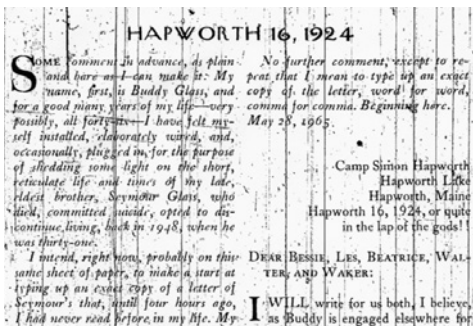 HAPWORTH 16, 1924
SOME comment in advance, as plain
and bare as I can make it: My
name, first, is Buddy Glass, and
for a good many years of my life—very
possibly, all forty-six—I have felt my-
self installed, elaborately wired, and,
occasionally, plugged in, for the purpose
of shedding some light on the short,
reticulate life and times of my late,
eldest brother, Seymour Glass, who
died, committed suicide, opted to dis-
continue living, back in 1948, when he
was thirty-one.
I intend, right now, probably on this
same sheet of paper, to make a start at
typing up an exact copy of a letter of
Seymour's that, until four hours ago,
I had never read before in my life. My
No further comment, except to re-
peat that I mean to type up an exact
copy of the letter, word for word,
comma for comma. Beginning here.
May 28, 1965
Camp Simon Hapworth
Hapworth Lake
Hapworth, Maine
Hapworth 16, 1924, or quite
in the lap of the gods!!
DEAR BESSIE, LES, BEATRICE, WAL-
TER, AND WAKER:
I WILL write for us both, I believe,
as Buddy is engaged elsewhere for